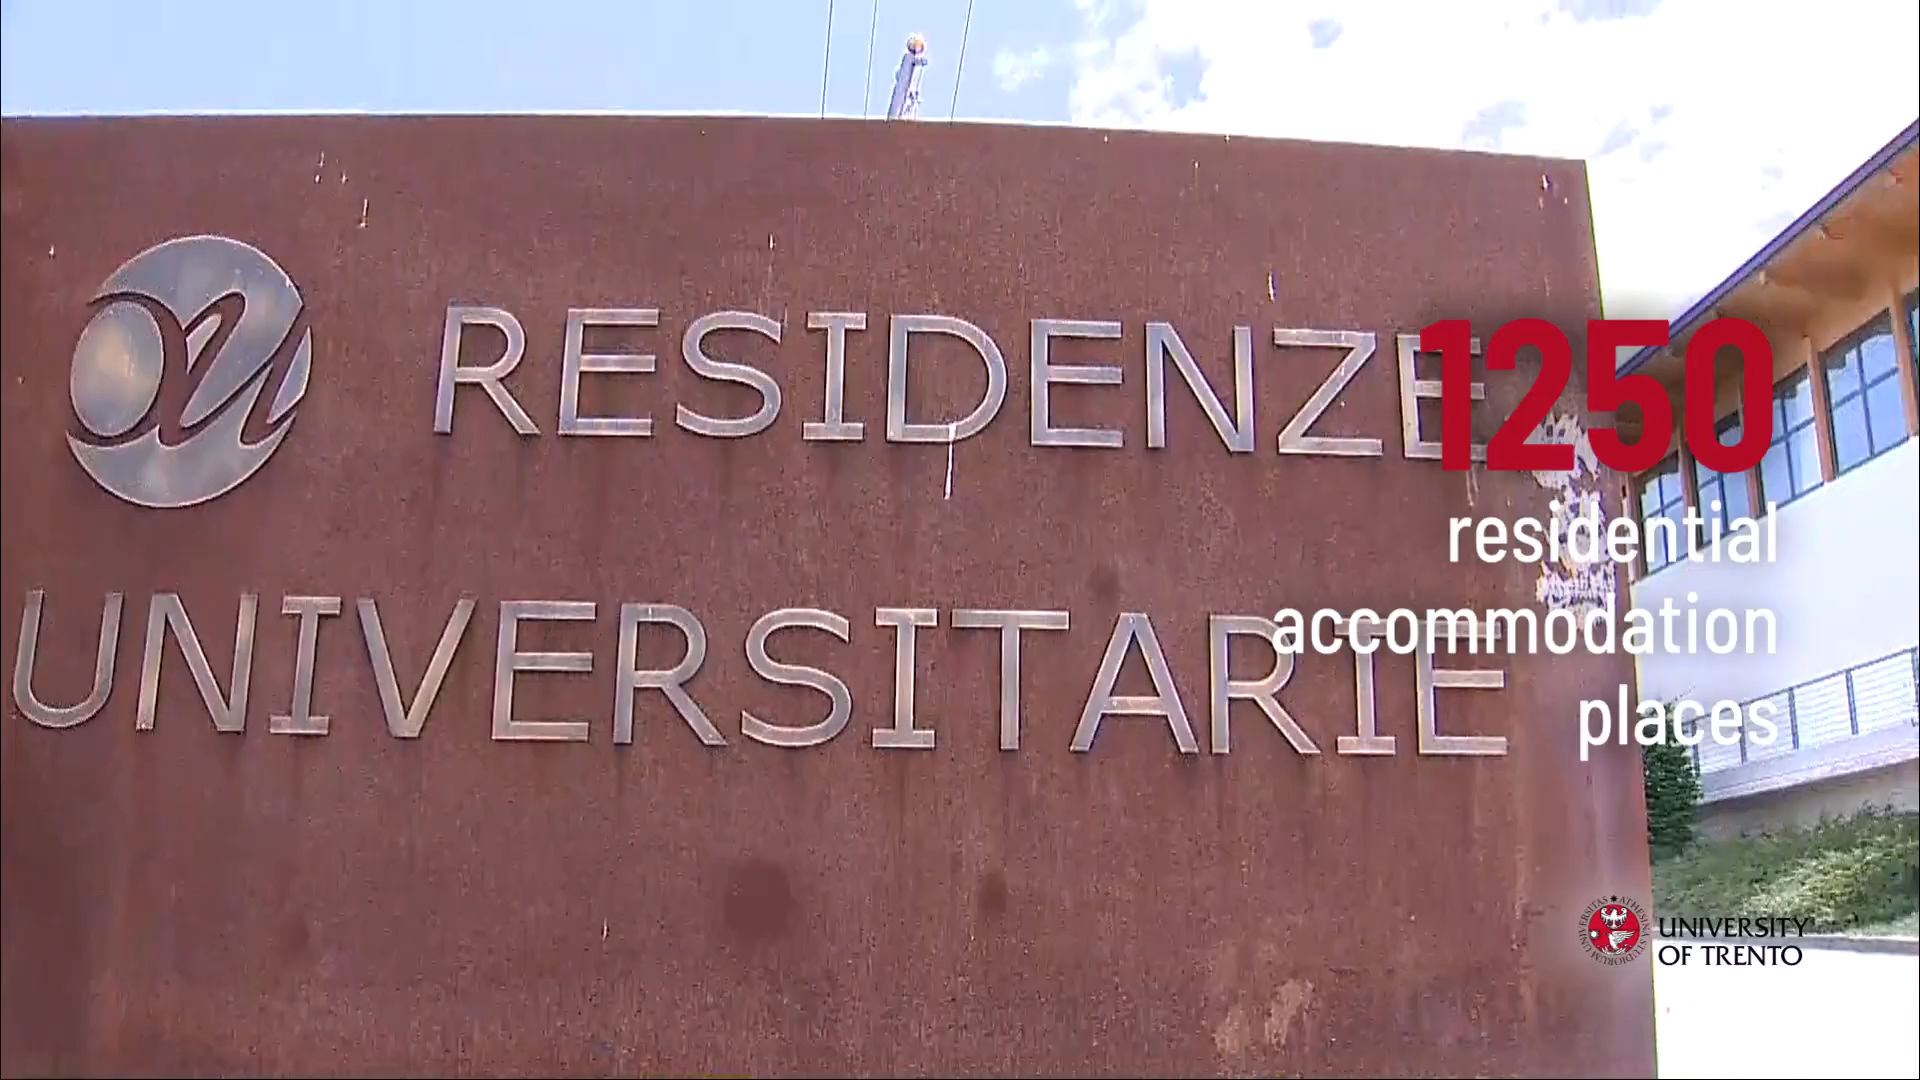 RESIDENZE
UNIVERSITARIE
1250
residential
accommodation
places
UNIVERSITY
OF TRENTO